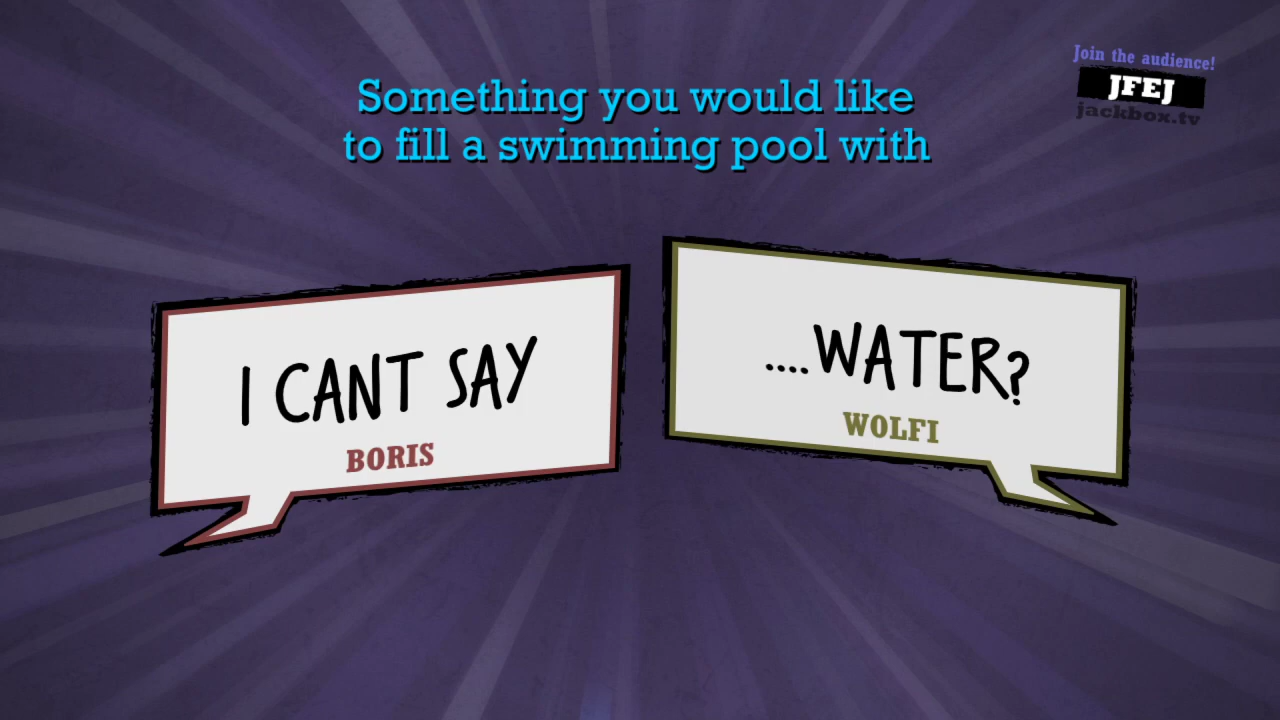 Join the audience!
JFEJ
jackbox.tv
Something you would like
to fill a swimming pool with
I CANT SAY
BORIS
....WATER?
WOLFI